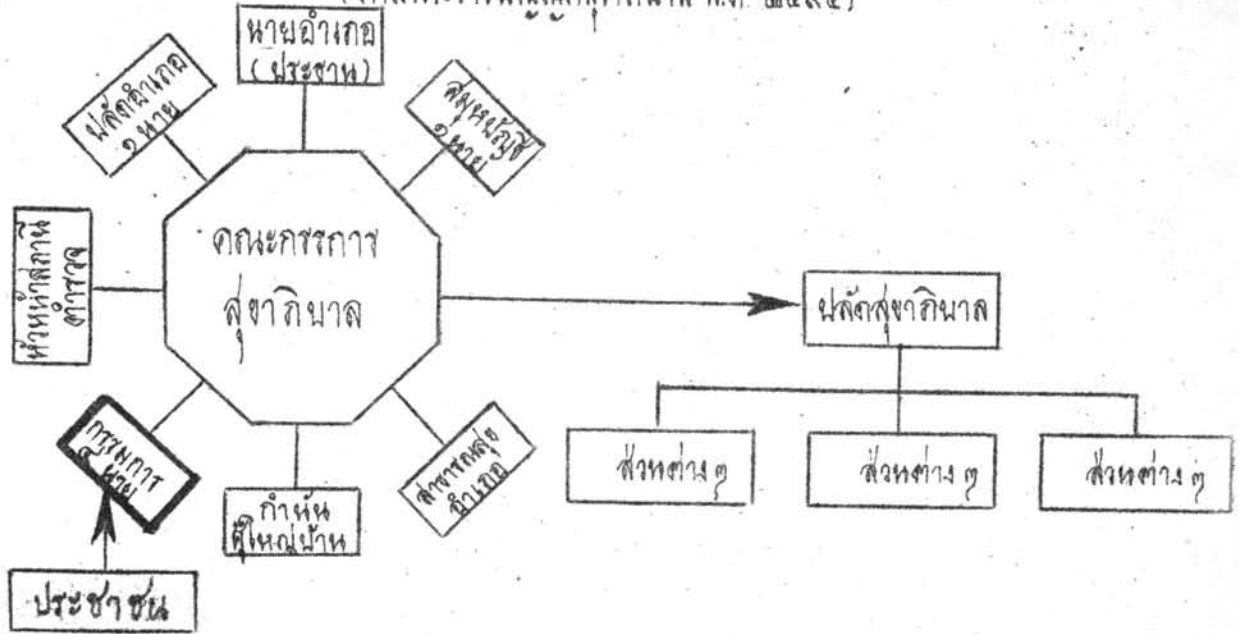 พ.ศ. ๒๔๙๕)
นายอำเภอ
(ประธาน)
ปลัดอำเภอ
๑ นาย
สมุหบัญชี
๑ นาย
หัวหน้าสถานี
ตำรวจ
คณะกรรการ
สุขาภิบาล
ปลัดสุขาภิบาล
กรรมการ
๔ นาย
กำนัน
ผู้ใหญ่บ้าน
สาธารณสุข
อำเภอ
ส่วนต่าง ๆ
ส่วนต่าง ๆ
ส่วนต่าง ๆ
ประชาชน